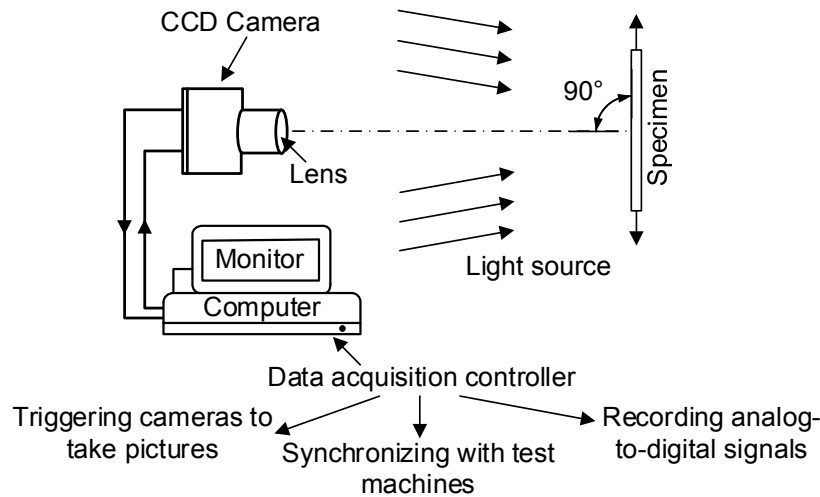 CCD Camera
90°
Specimen
Lens
Monitor
Light source
Computer
Data acquisition controller
Triggering cameras to
take pictures
Synchronizing with test
machines
Recording analog-
to-digital signals